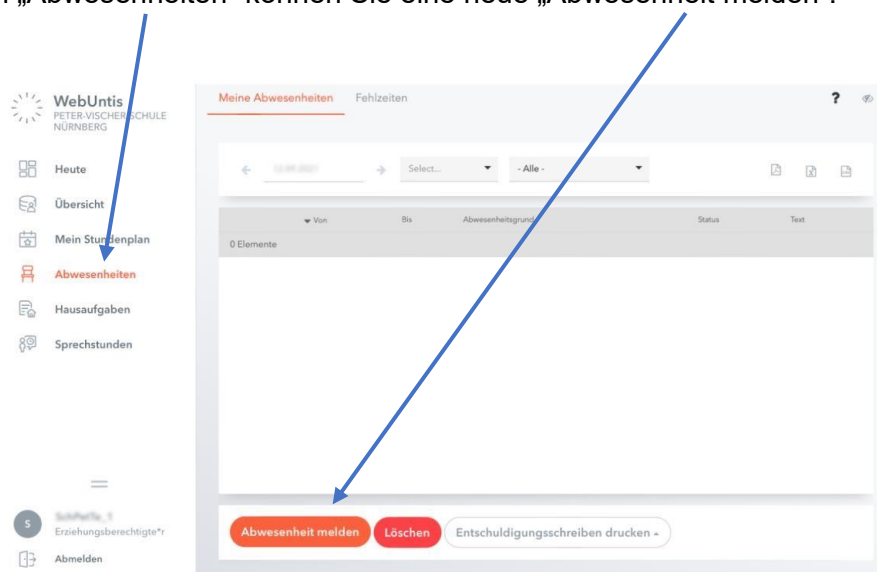 „Abwesenheiten“ können Sie eine neue „Abwesenheit melden“.
WebUntis
PETER-VISCHER-SCHULE
NÜRNBERG
Heute
Übersicht
Mein Stundenplan
Abwesenheiten
Hausaufgaben
Sprechstunden
Erziehungsberechtigte*r
Abmelden
Meine Abwesenheiten Fehlzeiten
?
Select... - Alle -
Von Bis Abwesenheitsgrund Status Text
0 Elemente
S
Abwesenheit melden Löschen Entschuldigungsschreiben drucken